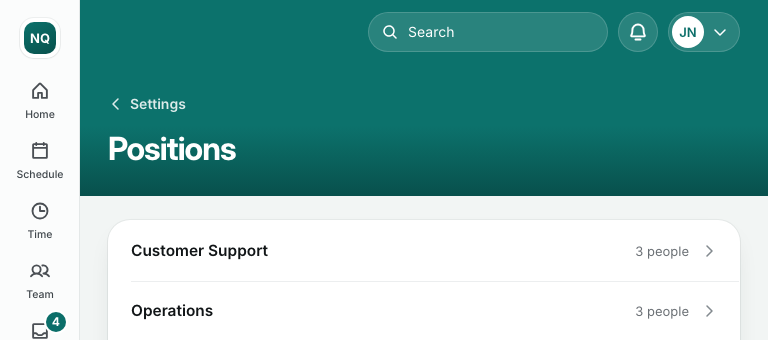 NQ
Search
JN
Home
Settings
Positions
Schedule
Time
Customer Support 3 people
Team
Operations 3 people
4